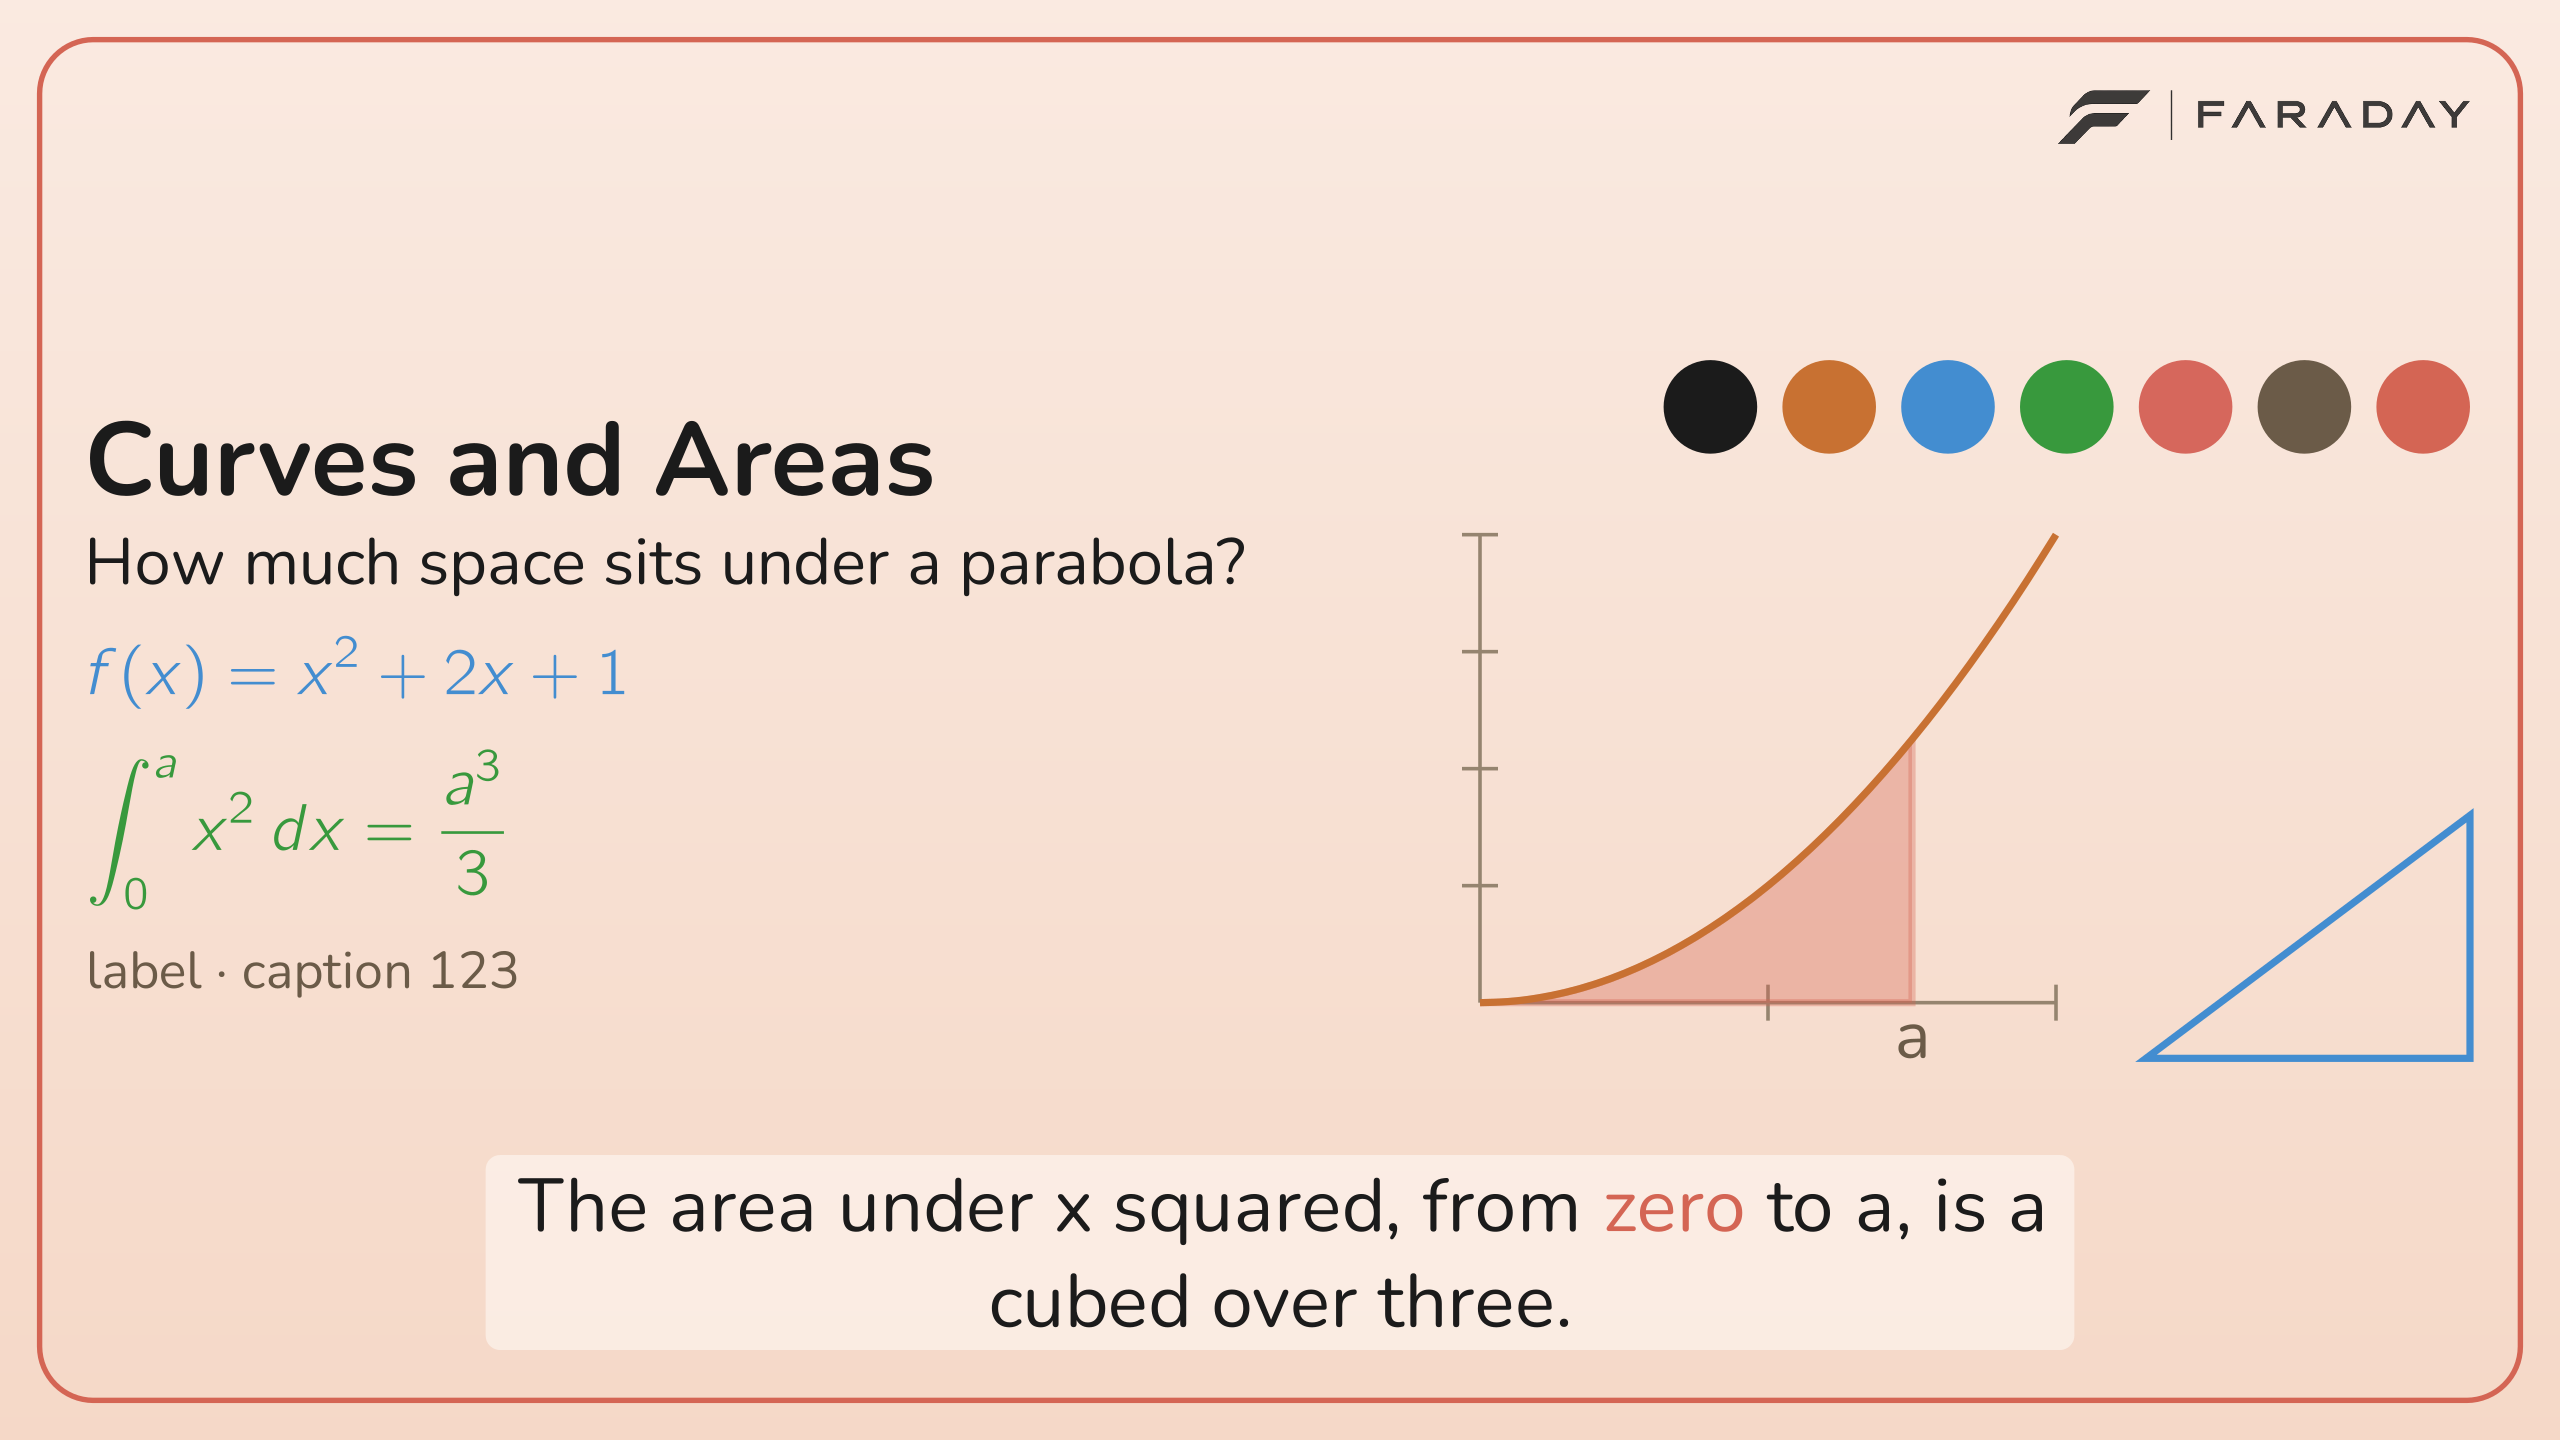 FARADAY
Curves and Areas
How much space sits under a parabola?
f(x) = x² + 2x + 1
∫₀ᵃ x² dx = a³/3
label · caption 123
a
The area under x squared, from zero to a, is a
cubed over three.